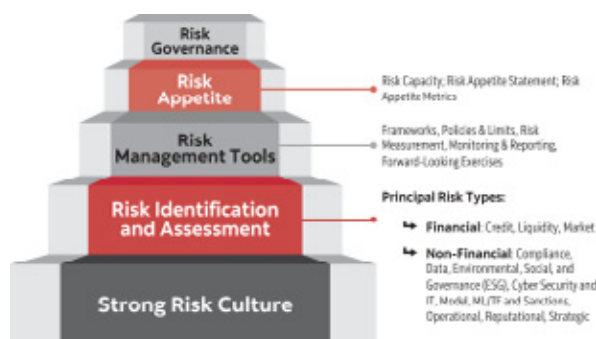 Risk
Governance
Risk
Appetite
Risk Capacity; Risk Appetite Statement; Risk
Appetite Metrics
Risk
Management Tools
Frameworks, Policies & Limits, Risk
Measurement, Monitoring & Reporting,
Forward-Looking Exercises
Risk Identification
and Assessment
Principal Risk Types:
Financial: Credit, Liquidity, Market
Non-Financial: Compliance,
Data, Environmental, Social, and
Governance (ESG), Cyber Security and
IT, Model, ML/TF and Sanctions,
Operational, Reputational, Strategic
Strong Risk Culture